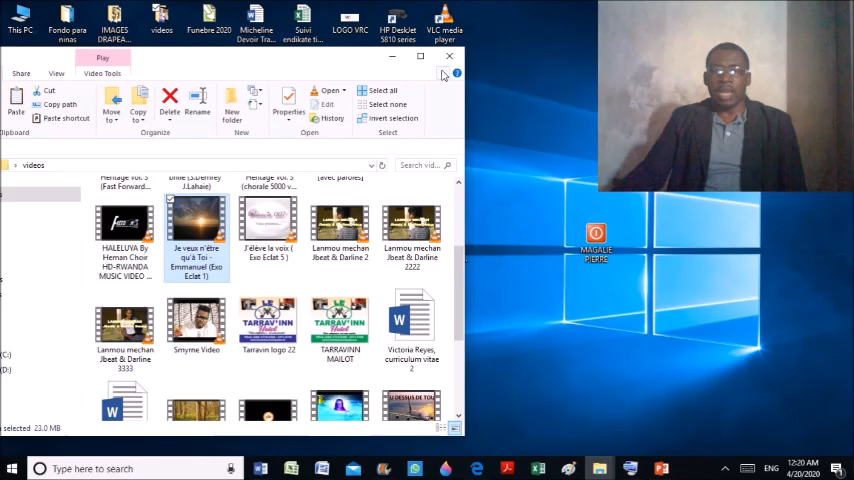 This PC
Fondo para
ninas
IMAGES
DRAPEA...
videos
Funebre 2020
Micheline
Devoir Tra...
Suivi
endikate ti...
LOGO VRC
HP DeskJet
5810 series
VLC media
player
Play
Share
View
Video Tools
Paste
Cut
Copy path
Paste shortcut
Move
to
Copy
to
Delete
Rename
New
folder
Properties
Open
Edit
History
Select all
Select none
Invert selection
lipboard
Organize
New
Open
Select
videos
Search vid...
Heritage vol. 5
(Fast Forward...
J.Lahaie)
Heritage vol. 5
(chorale 5000 v...
[avec paroles]
HALELUYA By
Heman Choir
HD-RWANDA
MUSIC VIDEO ...
Je veux n'être
qu'à Toi -
Emmanuel (Exo
Eclat 1)
J'élève la voix (
Exo Eclat 5 )
Lanmou mechan
Jbeat & Darline 2
Lanmou mechan
Jbeat & Darline
2222
Lanmou mechan
Jbeat & Darline
3333
Smyrne Video
Tarravin logo 22
TARRAVINN
MAILOT
Victoria Reyes,
curriculum vitae
2
(C:)
(D:)
selected 23.0 MB
MAGALIE
PIERRE
Type here to search
ENG
12:20 AM
4/20/2020